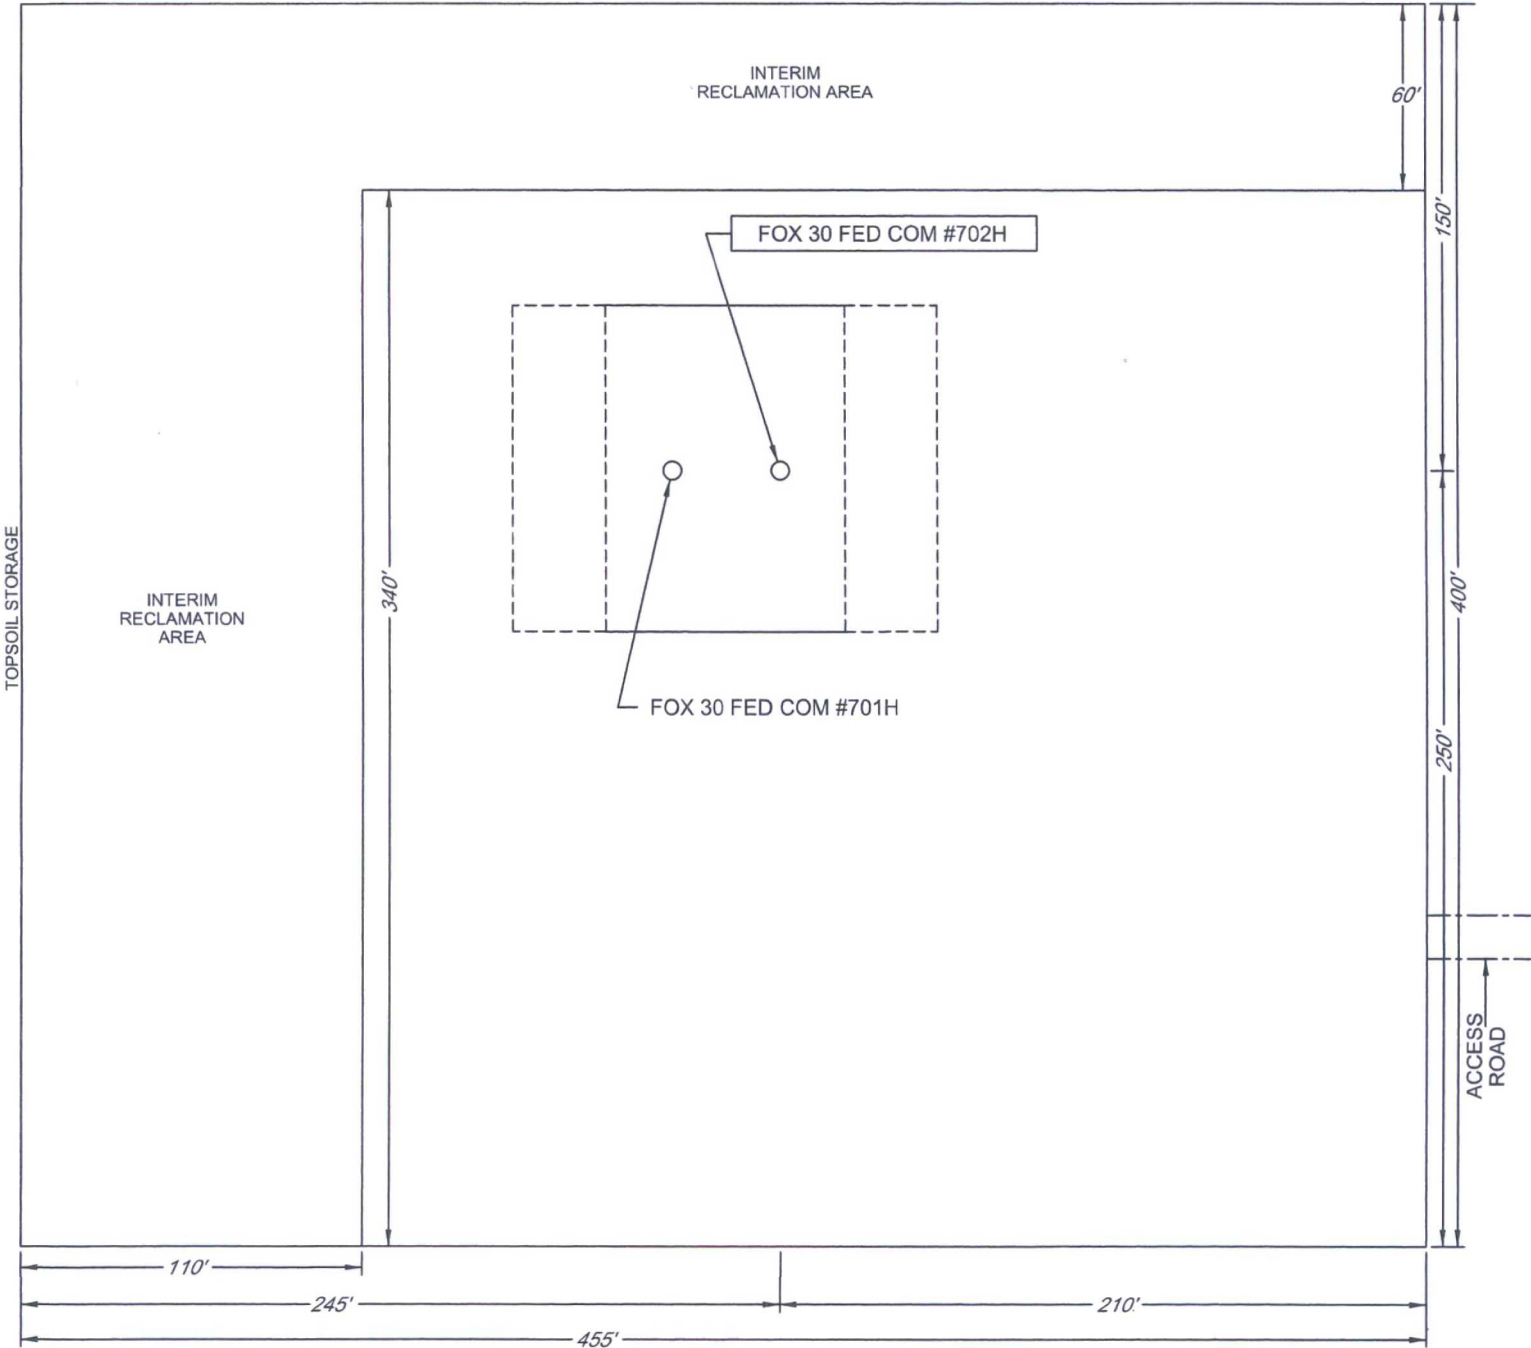 INTERIM
RECLAMATION AREA
60'
150'
FOX 30 FED COM #702H
TOPSOIL STORAGE
INTERIM
RECLAMATION
AREA
340'
400'
FOX 30 FED COM #701H
250'
ACCESS
ROAD
110'
245'
210'
455'